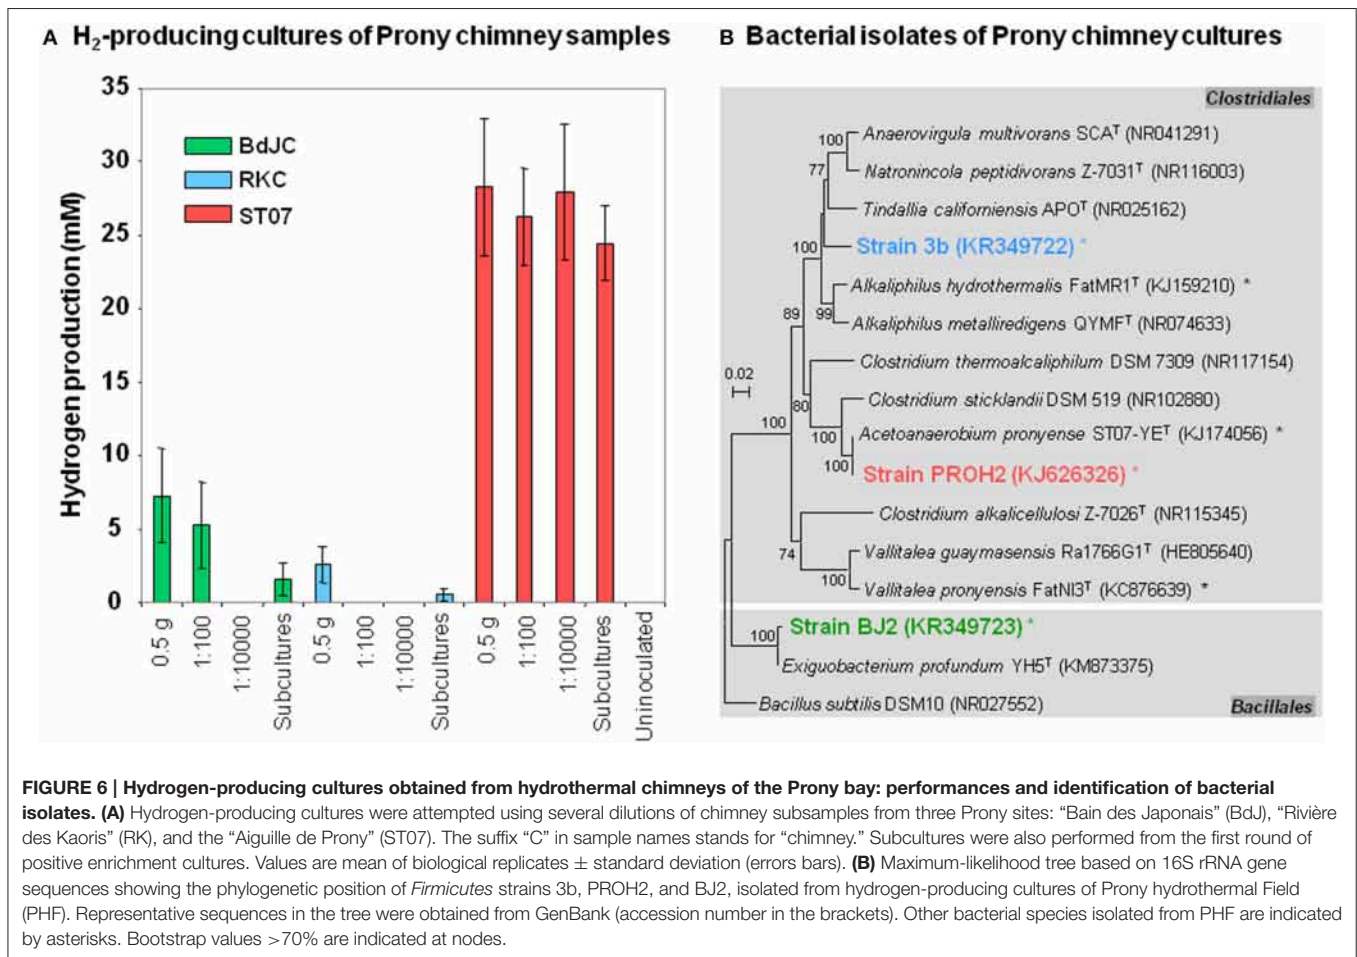 A H₂-producing cultures of Prony chimney samples
35
30
25
20
15
10
5
0
Hydrogen production (mM)
BdJC
RKC
ST07
0.5 g
1:100
1:10000
Subcultures
0.5 g
1:100
1:10000
Subcultures
0.5 g
1:100
1:10000
Subcultures
Uninoculated
B Bacterial isolates of Prony chimney cultures
Clostridiales
100
Anaerovirgula multivorans SCAᵀ (NR041291)
77
Natronincola peptidivorans Z-7031ᵀ (NR116003)
Tindallia californiensis APOᵀ (NR025162)
100
Strain 3b (KR349722) *
Alkaliphilus hydrothermalis FatMR1ᵀ (KJ159210) *
89
99
Alkaliphilus metalliredigens QYMFᵀ (NR074633)
Clostridium thermoalcaliphilum DSM 7309 (NR117154)
0.02
80
Clostridium sticklandii DSM 519 (NR102880)
100
100
Acetoanaerobium pronyense ST07-YEᵀ (KJ174056) *
100
Strain PROH2 (KJ626326) *
Clostridium alkalicellulosi Z-7026ᵀ (NR115345)
74
Vallitalea guaymasensis Ra1766G1ᵀ (HE805640)
100
Vallitalea pronyensis FatNI3ᵀ (KC876639) *
100
Strain BJ2 (KR349723) *
Exiguobacterium profundum YH5ᵀ (KM873375)
Bacillus subtilis DSM10 (NR027552)
Bacillales
FIGURE 6 | Hydrogen-producing cultures obtained from hydrothermal chimneys of the Prony bay: performances and identification of bacterial
isolates. (A) Hydrogen-producing cultures were attempted using several dilutions of chimney subsamples from three Prony sites: “Bain des Japonais” (BdJ), “Rivière
des Kaoris” (RK), and the “Aiguille de Prony” (ST07). The suffix “C” in sample names stands for “chimney.” Subcultures were also performed from the first round of
positive enrichment cultures. Values are mean of biological replicates ± standard deviation (errors bars). (B) Maximum-likelihood tree based on 16S rRNA gene
sequences showing the phylogenetic position of Firmicutes strains 3b, PROH2, and BJ2, isolated from hydrogen-producing cultures of Prony hydrothermal Field
(PHF). Representative sequences in the tree were obtained from GenBank (accession number in the brackets). Other bacterial species isolated from PHF are indicated
by asterisks. Bootstrap values >70% are indicated at nodes.